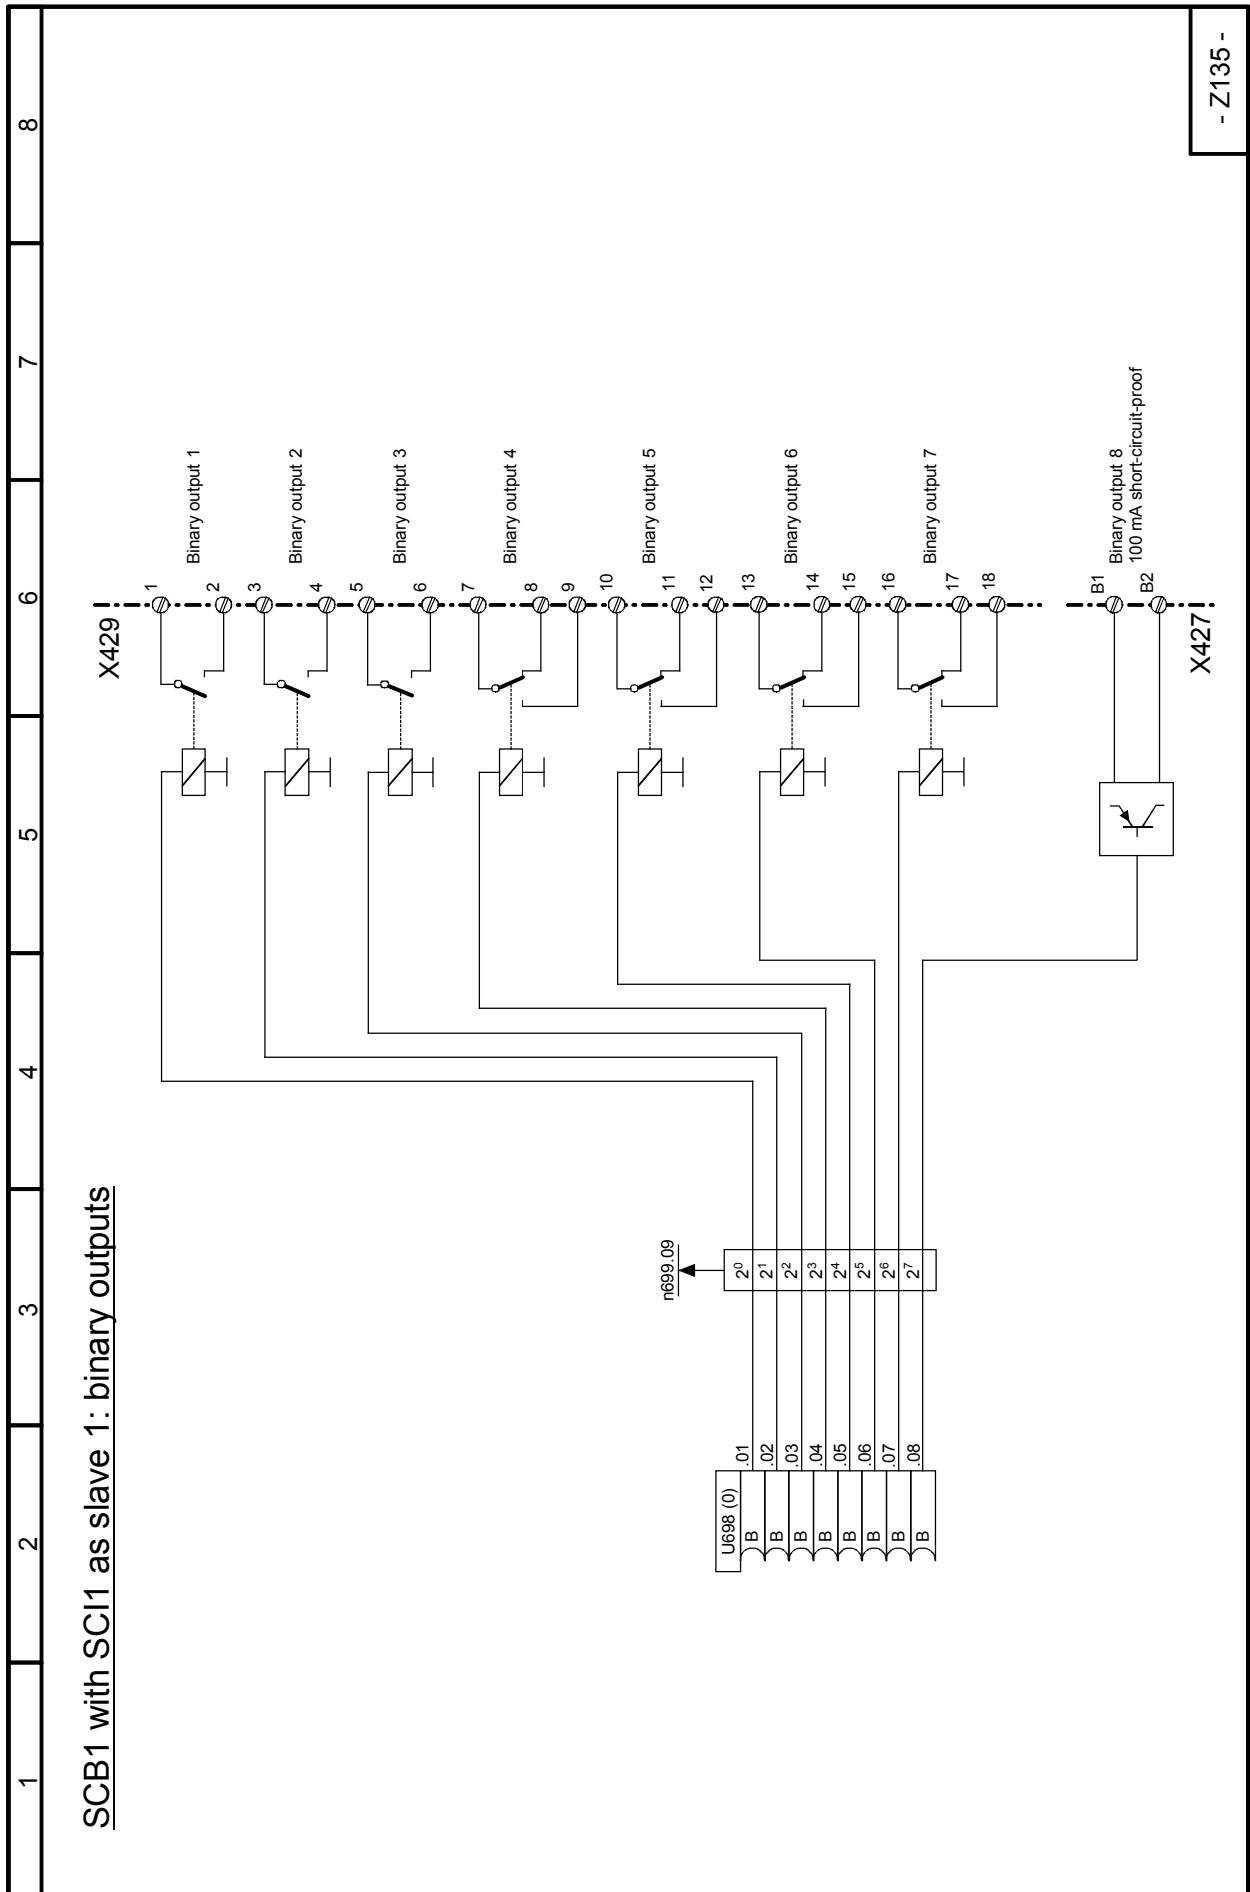 1 2 3 4 5 6 7 8
SCB1 with SCI1 as slave 1: binary outputs
X429
1
Binary output 1
2
3
Binary output 2
4
5
Binary output 3
6
7
Binary output 4
8
9
10
Binary output 5
11
12
13
Binary output 6
14
15
16
Binary output 7
17
18
n699.09
U698 (0)
B .01 2⁰
B .02 2¹
B .03 2²
B .04 2³
B .05 2⁴
B .06 2⁵
B .07 2⁶
B .08 2⁷
B1
Binary output 8
100 mA short-circuit-proof
B2
X427
- Z135 -